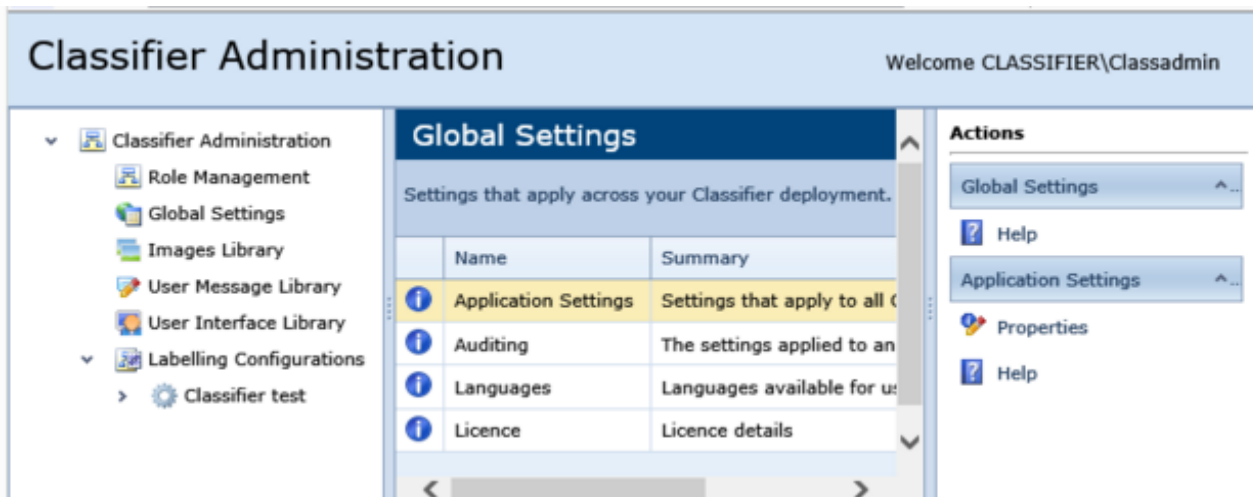 Classifier Administration
Welcome CLASSIFIER\Classadmin
Classifier Administration
Role Management
Global Settings
Images Library
User Message Library
User Interface Library
Labelling Configurations
Classifier test
Global Settings
Settings that apply across your Classifier deployment.
Name Summary
Application Settings Settings that apply to all
Auditing The settings applied to an
Languages Languages available for
Licence Licence details
Actions
Global Settings
Help
Application Settings
Properties
Help